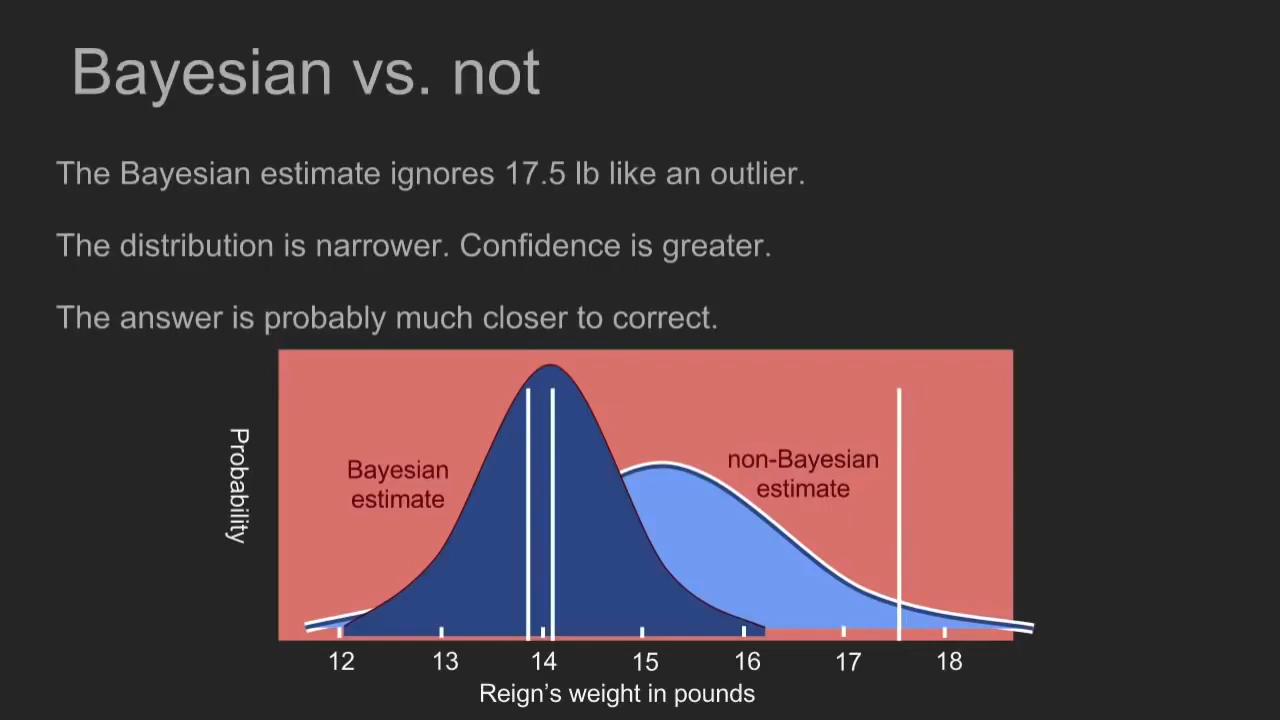 Bayesian vs. not
The Bayesian estimate ignores 17.5 lb like an outlier.
The distribution is narrower. Confidence is greater.
The answer is probably much closer to correct.
Probability
Bayesian
estimate
non-Bayesian
estimate
12 13 14 15 16 17 18
Reign’s weight in pounds